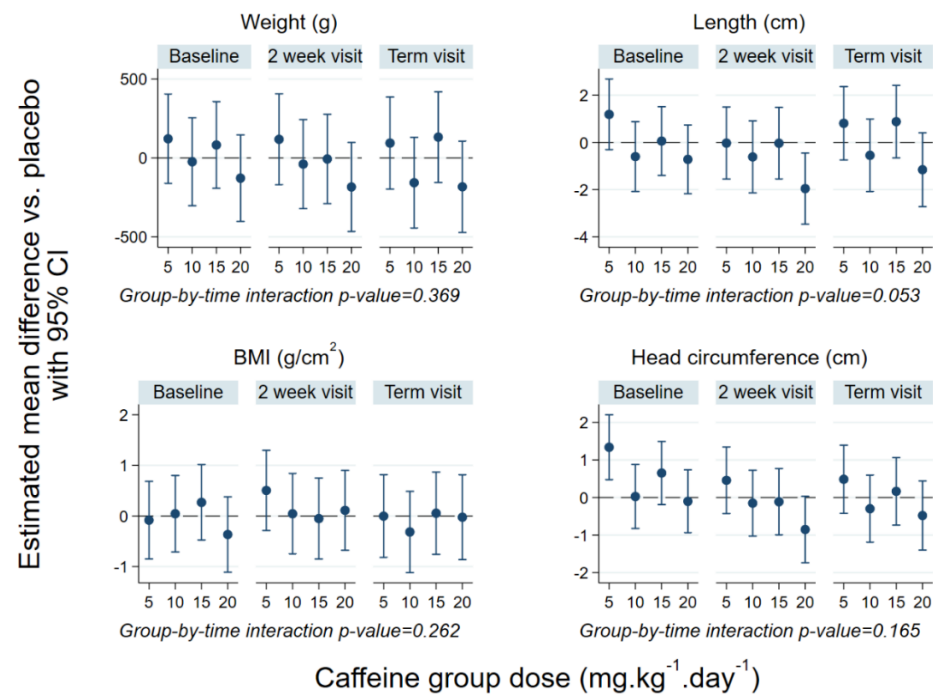 Estimated mean difference vs. placebo
with 95% CI
Weight (g)
Baseline 2 week visit Term visit
500
0
-500
5 10 15 20 5 10 15 20 5 10 15 20
Group-by-time interaction p-value=0.369
Length (cm)
Baseline 2 week visit Term visit
2
0
-2
-4
5 10 15 20 5 10 15 20 5 10 15 20
Group-by-time interaction p-value=0.053
BMI (g/cm²)
Baseline 2 week visit Term visit
2
1
0
-1
5 10 15 20 5 10 15 20 5 10 15 20
Group-by-time interaction p-value=0.262
Head circumference (cm)
Baseline 2 week visit Term visit
2
1
0
-1
-2
5 10 15 20 5 10 15 20 5 10 15 20
Group-by-time interaction p-value=0.165
Caffeine group dose (mg.kg⁻¹.day⁻¹)